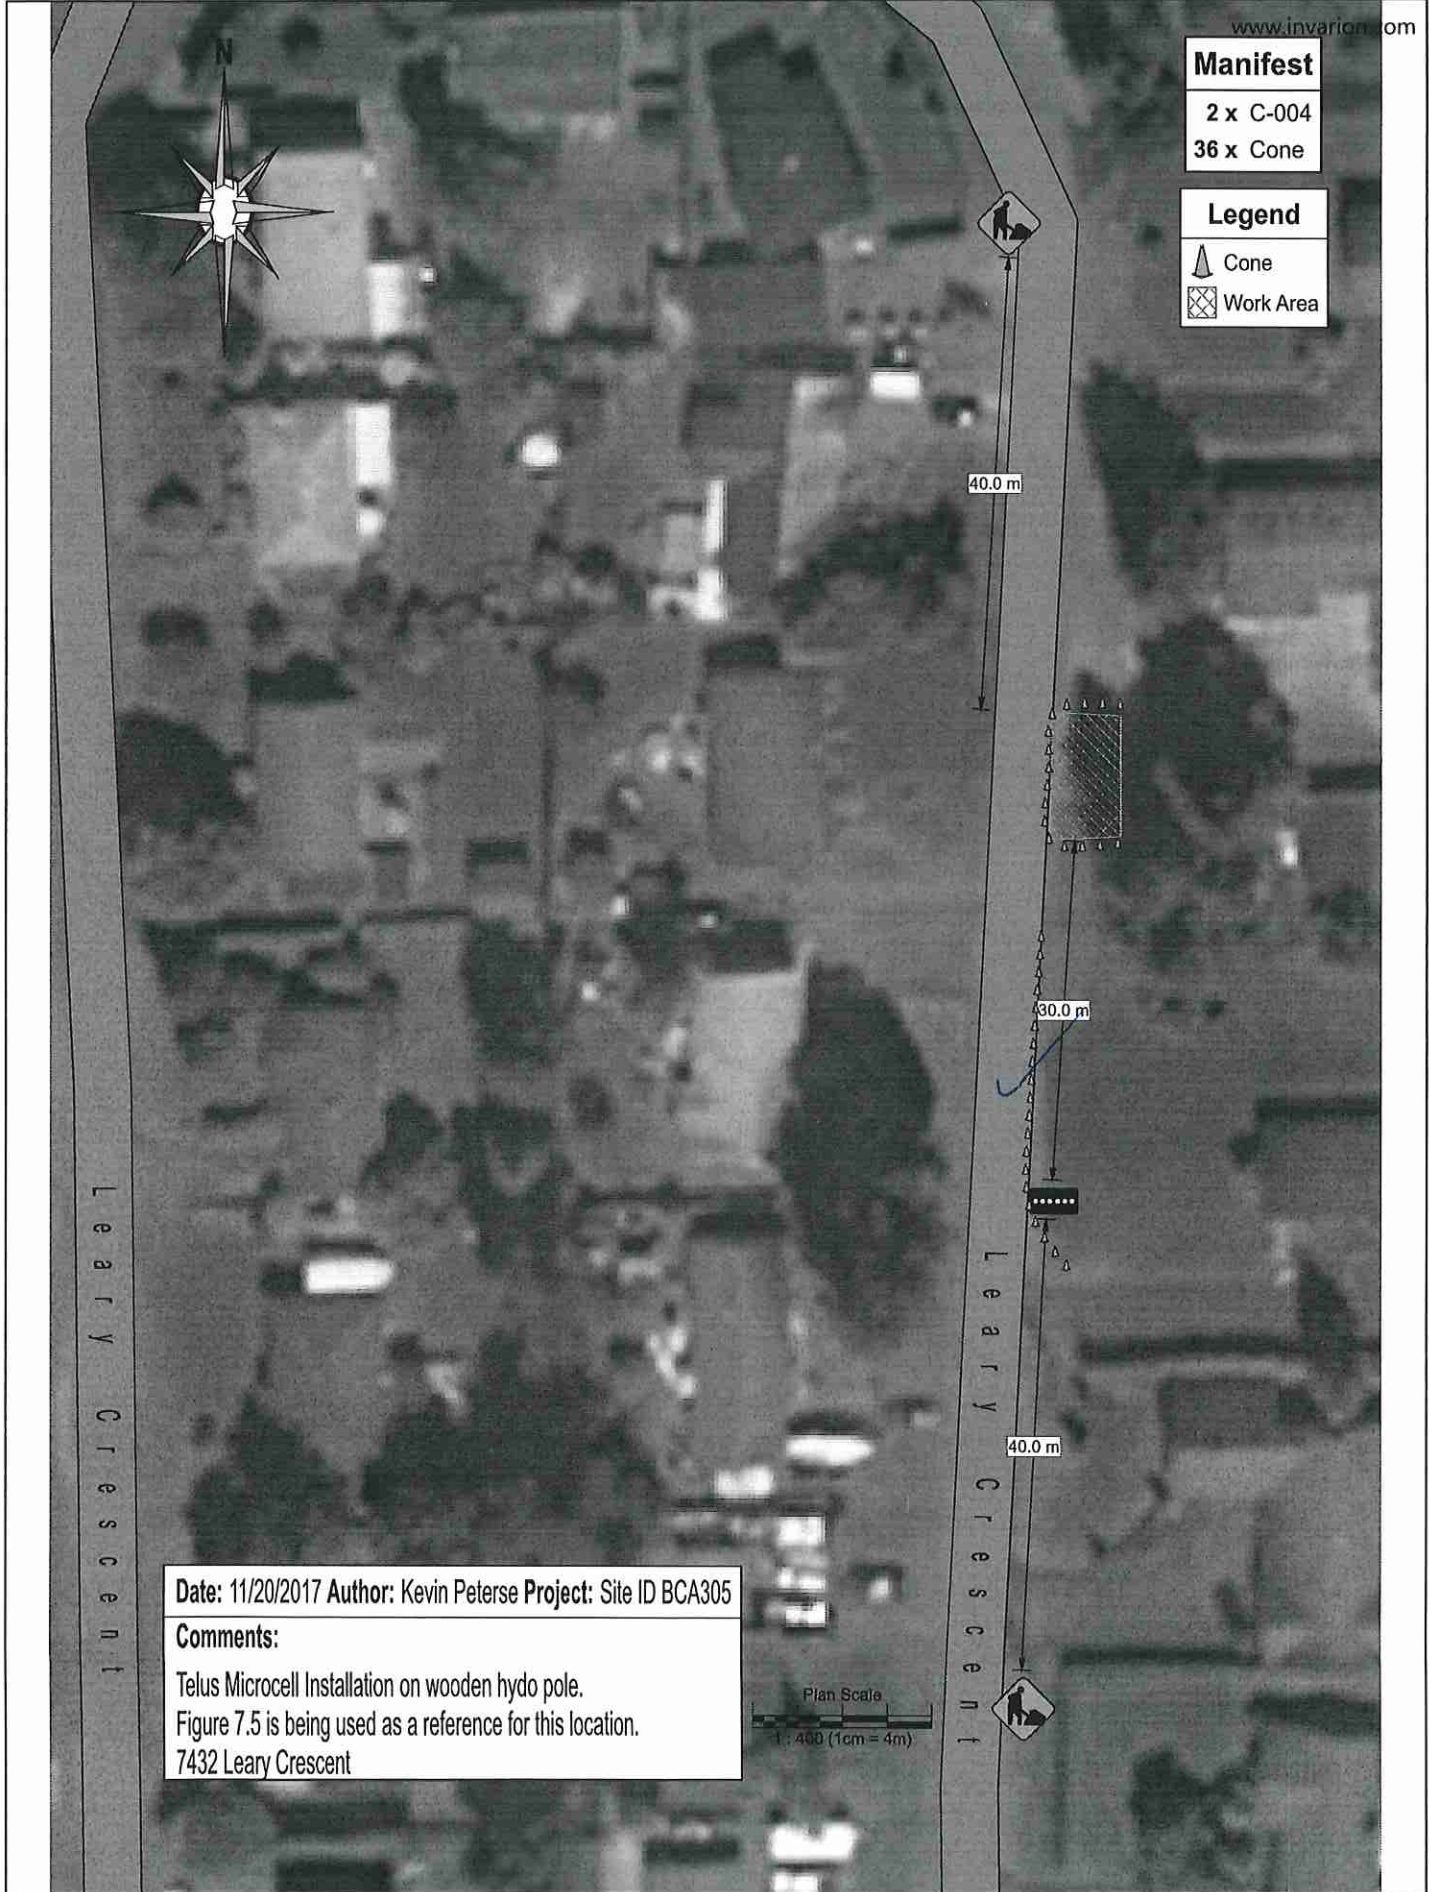 www.invarion.com
N
Manifest
2 x C-004
36 x Cone
Legend
Cone
Work Area
40.0 m
30.0 m
40.0 m
Leary Crescent
Leary Crescent
Date: 11/20/2017 Author: Kevin Peterse Project: Site ID BCA305
Comments:
Telus Microcell Installation on wooden hydo pole.
Figure 7.5 is being used as a reference for this location.
7432 Leary Crescent
Plan Scale
1 : 400 (1cm = 4m)